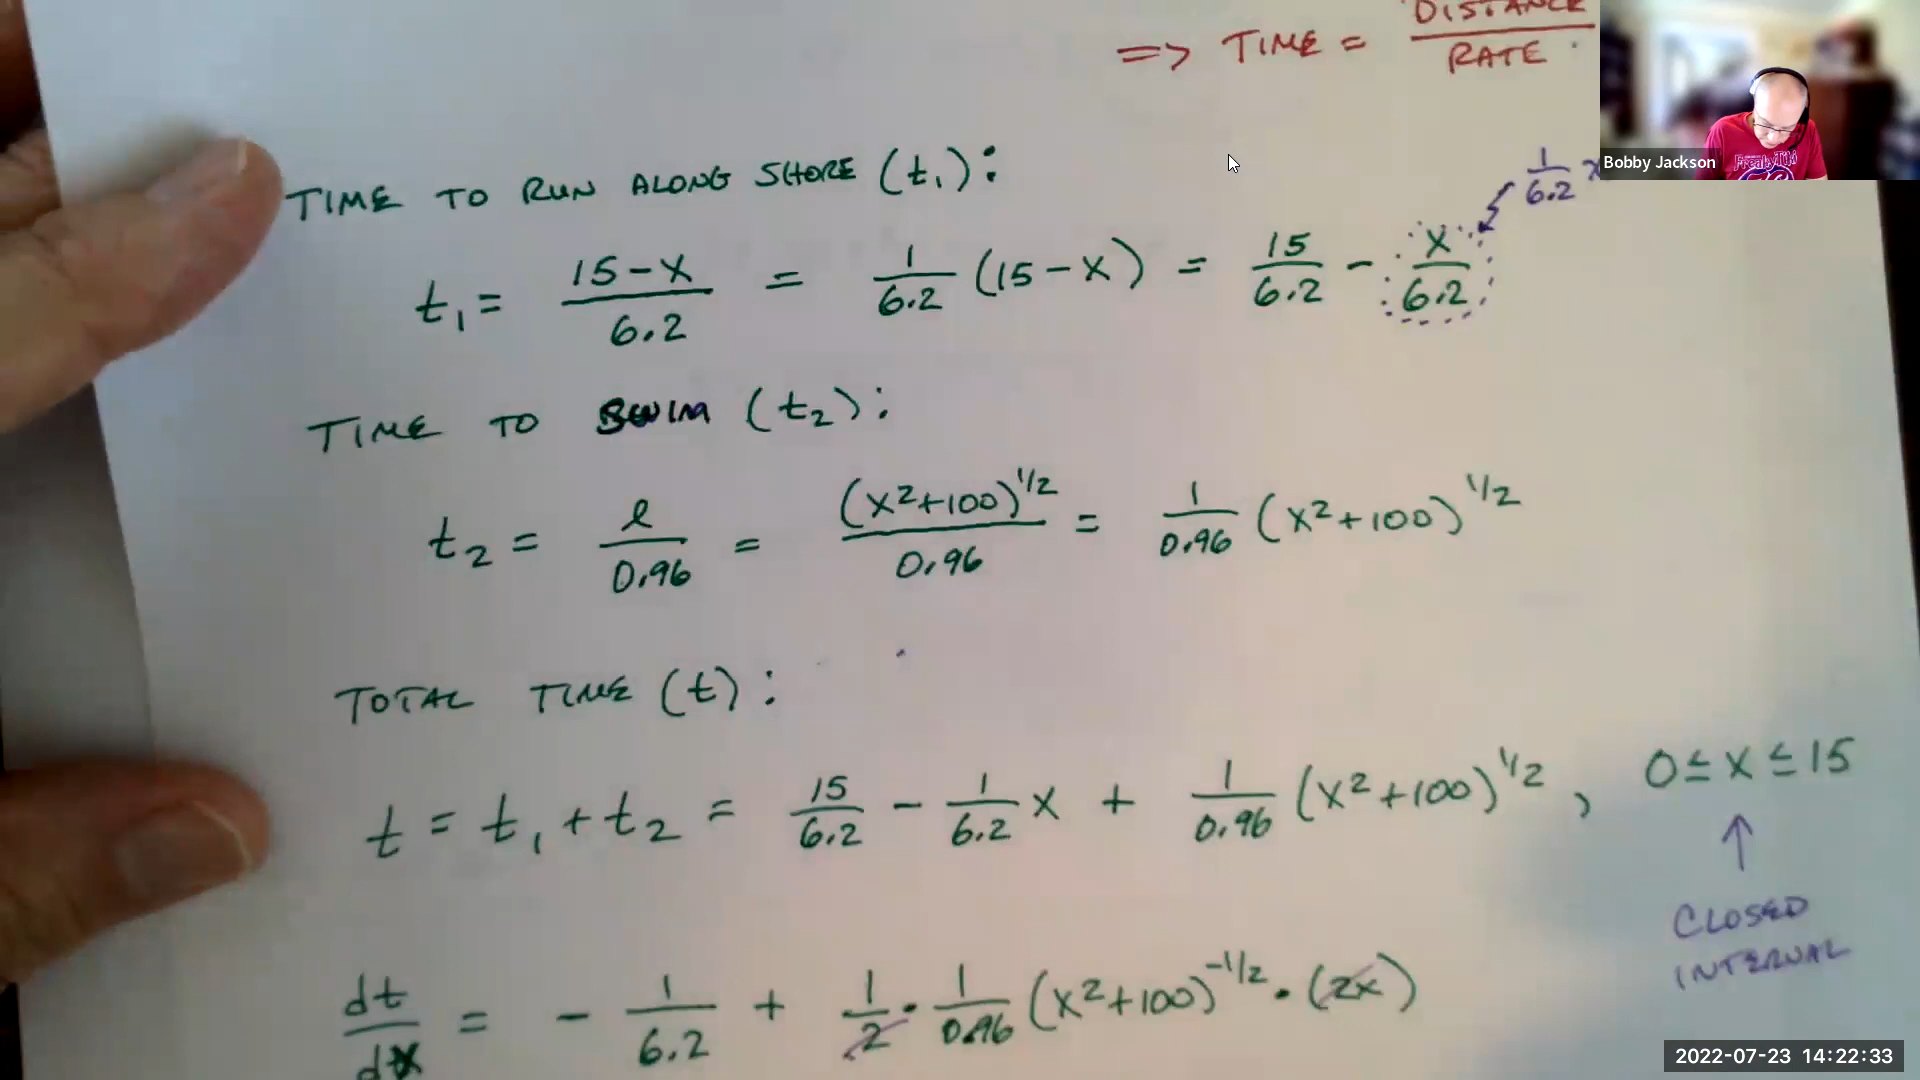 => TIME = DISTANCE / RATE
Bobby Jackson
1/6.2
TIME TO RUN ALONG SHORE (t₁):
t₁ = (15-x)/6.2 = 1/6.2 (15-x) = 15/6.2 - x/6.2
TIME TO SWIM (t₂):
t₂ = l/0.96 = (x²+100)^1/2 / 0.96 = 1/0.96 (x²+100)^1/2
TOTAL TIME (t):
t = t₁ + t₂ = 15/6.2 - 1/6.2 x + 1/0.96 (x²+100)^1/2 , 0 ≤ x ≤ 15
↑
CLOSED
INTERVAL
dt/dx = - 1/6.2 + 1/2 · 1/0.96 (x²+100)^-1/2 · (2x)
2022-07-23 14:22:33